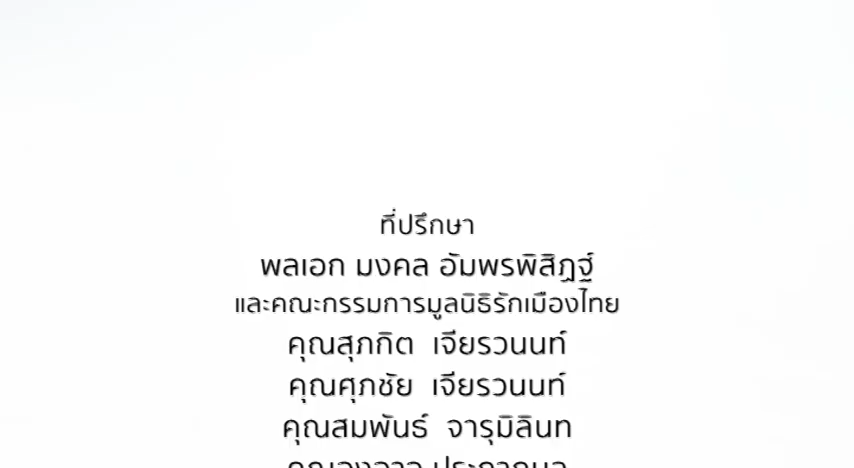 ที่ปรึกษา
พลเอก มงคล อัมพรพิสิฏฐ์
และคณะกรรมการมูลนิธิรักเมืองไทย
คุณสุภกิต เจียรวนนท์
คุณศุภชัย เจียรวนนท์
คุณสมพันธ์ จารุมิลินท